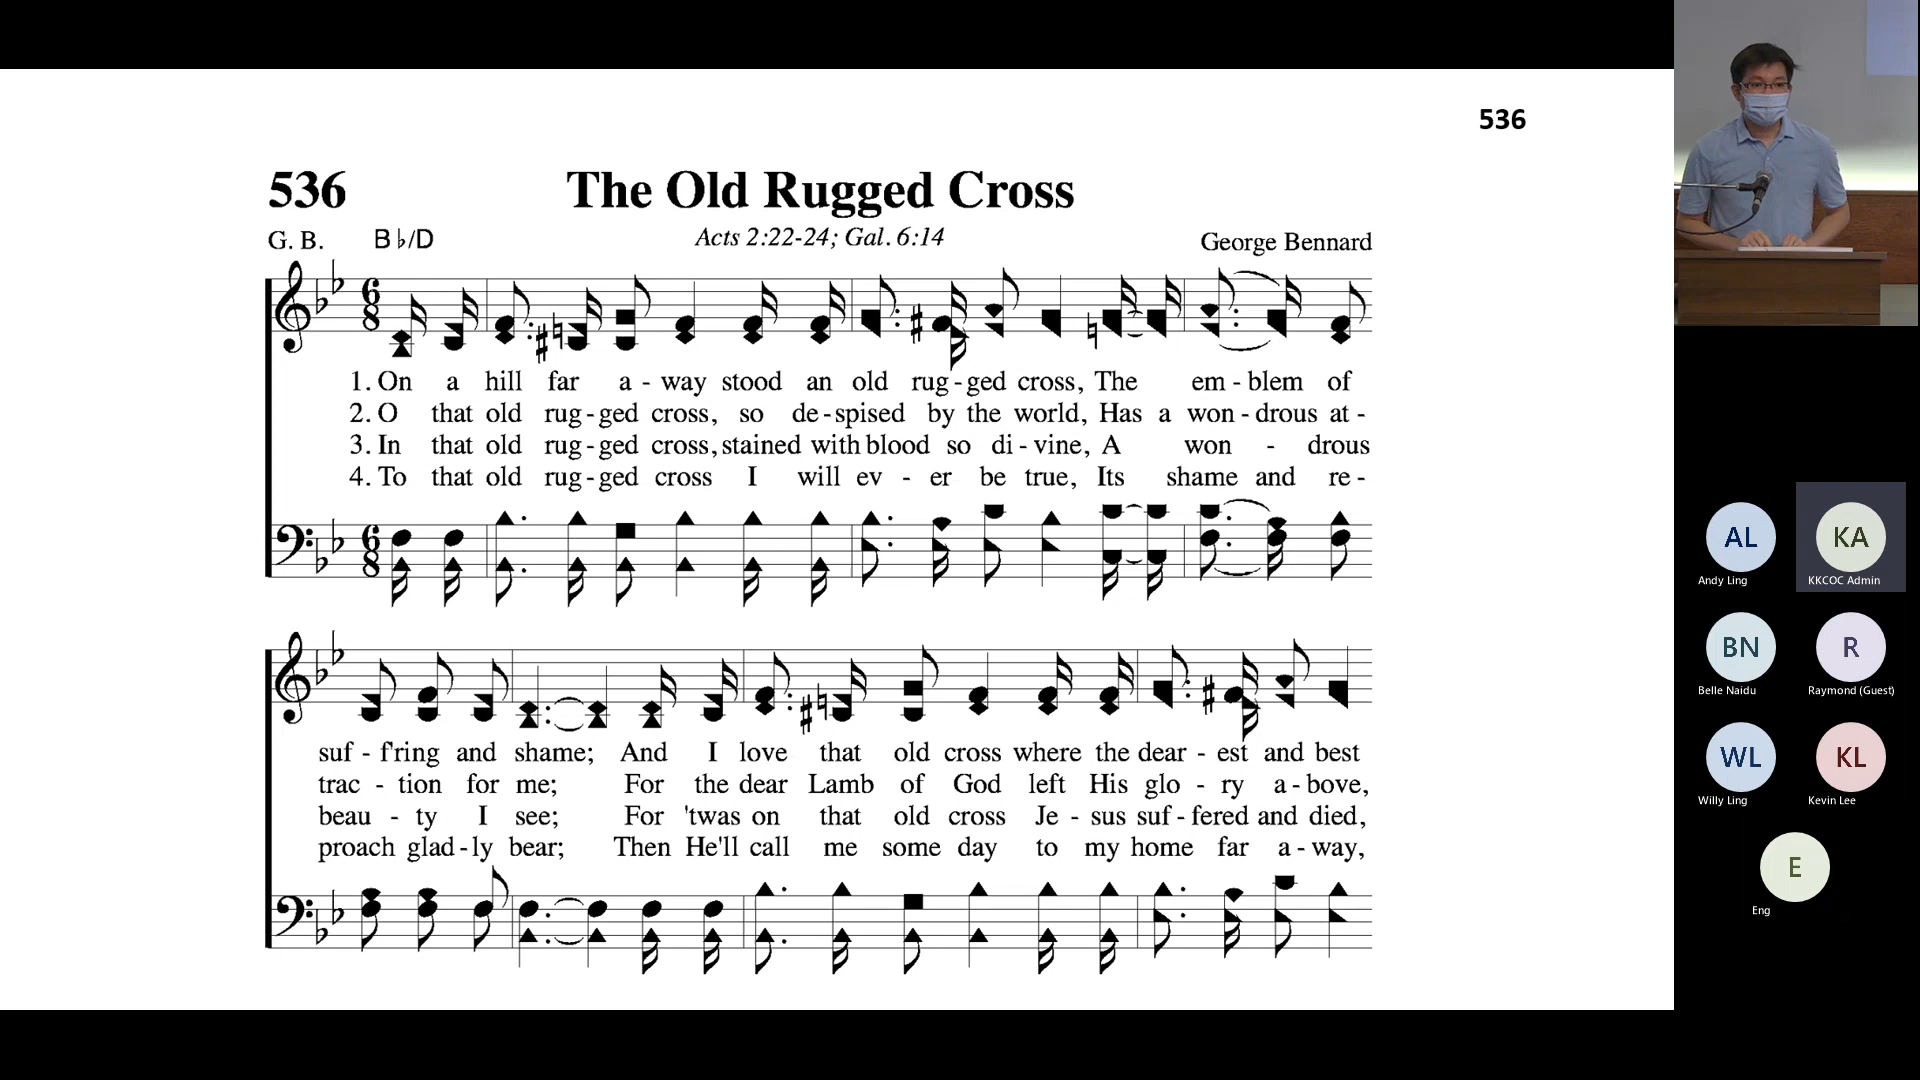 536
536 The Old Rugged Cross
G. B. B♭/D Acts 2:22-24; Gal. 6:14 George Bennard
6 8
1. On a hill far a - way stood an old rug - ged cross, The em - blem of
2. O that old rug - ged cross, so de - spised by the world, Has a won - drous at -
3. In that old rug - ged cross, stained with blood so di - vine, A won - drous
4. To that old rug - ged cross I will ev - er be true, Its shame and re -
6 8
suf - f'ring and shame; And I love that old cross where the dear - est and best
trac - tion for me; For the dear Lamb of God left His glo - ry a - bove,
beau - ty I see; For 'twas on that old cross Je - sus suf - fered and died,
proach glad - ly bear; Then He'll call me some day to my home far a - way,
AL KA
Andy Ling KKCOC Admin
BN R
Belle Naidu Raymond (Guest)
WL KL
Willy Ling Kevin Lee
E
Eng